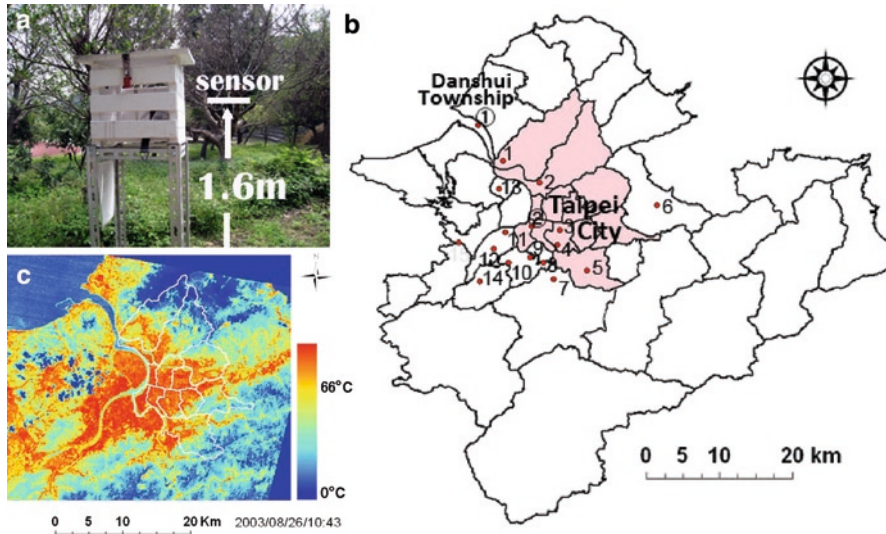 a
sensor
1.6m
b
Danshui
Township
①
1
2
13
6
②
Taipei
City
3
11
4
15
12
9
8
5
14
10
7
0 5 10 20 km
c
66°C
0°C
0 5 10 20 Km
2003/08/26/10:43